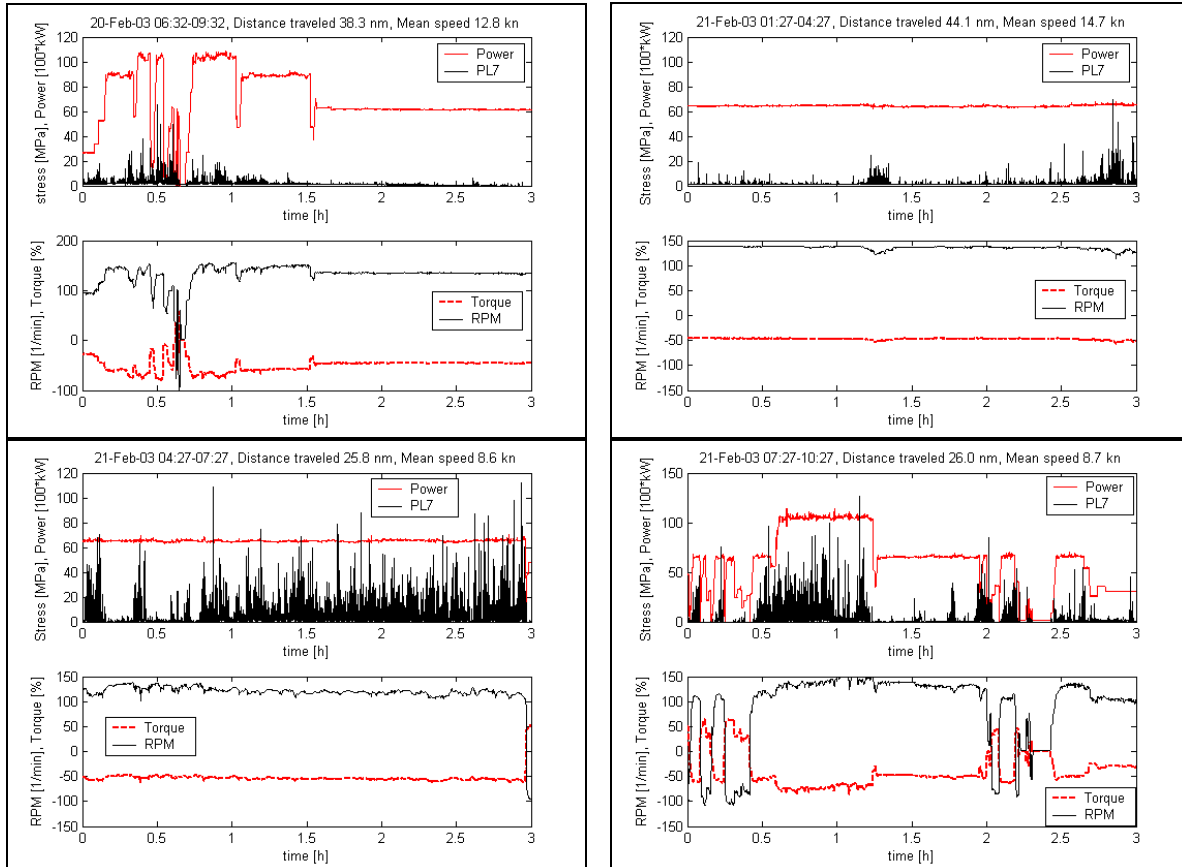 20-Feb-03 06:32-09:32, Distance traveled 38.3 nm, Mean speed 12.8 kn
Stress [MPa], Power [100*kW]
120
100
80
60
40
20
0
Power
PL7
0 0.5 1 1.5 2 2.5 3
time [h]
RPM [1/min], Torque [%]
200
100
0
-100
Torque
RPM
0 0.5 1 1.5 2 2.5 3
time [h]
21-Feb-03 01:27-04:27, Distance traveled 44.1 nm, Mean speed 14.7 kn
Stress [MPa], Power [100*kW]
120
100
80
60
40
20
0
Power
PL7
0 0.5 1 1.5 2 2.5 3
time [h]
RPM [1/min], Torque [%]
150
100
50
0
-50
-100
-150
Torque
RPM
0 0.5 1 1.5 2 2.5 3
time [h]
21-Feb-03 04:27-07:27, Distance traveled 25.8 nm, Mean speed 8.6 kn
Stress [MPa], Power [100*kW]
120
100
80
60
40
20
0
Power
PL7
0 0.5 1 1.5 2 2.5 3
time [h]
RPM [1/min], Torque [%]
150
100
50
0
-50
-100
-150
Torque
RPM
0 0.5 1 1.5 2 2.5 3
time [h]
21-Feb-03 07:27-10:27, Distance traveled 26.0 nm, Mean speed 8.7 kn
Stress [MPa], Power [100*kW]
150
100
50
0
Power
PL7
0 0.5 1 1.5 2 2.5 3
time [h]
RPM [1/min], Torque [%]
150
100
50
0
-50
-100
-150
Torque
RPM
0 0.5 1 1.5 2 2.5 3
time [h]